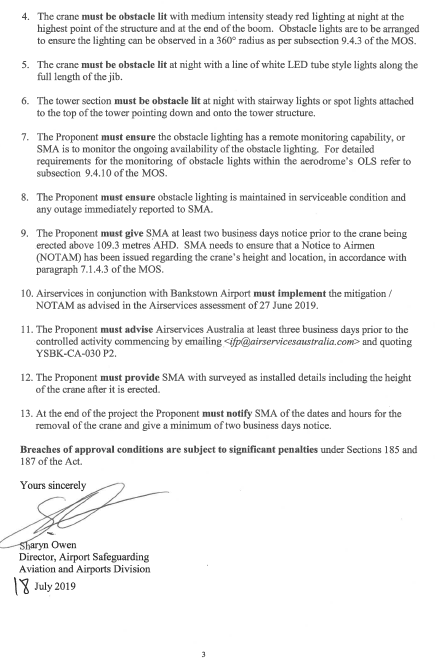 4. The crane must be obstacle lit with medium intensity steady red lighting at night at the
highest point of the structure and at the end of the boom. Obstacle lights are to be arranged
to ensure the lighting can be observed in a 360° radius as per subsection 9.4.3 of the MOS.
5. The crane must be obstacle lit at night with a line of white LED tube style lights along the
full length of the jib.
6. The tower section must be obstacle lit at night with stairway lights or spot lights attached
to the top of the tower pointing down and onto the tower structure.
7. The Proponent must ensure the obstacle lighting has a remote monitoring capability, or
SMA is to monitor the ongoing availability of the obstacle lighting. For detailed
requirements for the monitoring of obstacle lights within the aerodrome's OLS refer to
subsection 9.4.10 of the MOS.
8. The Proponent must ensure obstacle lighting is maintained in serviceable condition and
any outage immediately reported to SMA.
9. The Proponent must give SMA at least two business days notice prior to the crane being
erected above 109.3 metres AHD. SMA needs to ensure that a Notice to Airmen
(NOTAM) has been issued regarding the crane's height and location, in accordance with
paragraph 7.1.4.3 of the MOS.
10. Airservices in conjunction with Bankstown Airport must implement the mitigation /
NOTAM as advised in the Airservices assessment of 27 June 2019.
11. The Proponent must advise Airservices Australia at least three business days prior to the
controlled activity commencing by emailing <ifp@airservicesaustralia.com> and quoting
YSBK-CA-030 P2.
12. The Proponent must provide SMA with surveyed as installed details including the height
of the crane after it is erected.
13. At the end of the project the Proponent must notify SMA of the dates and hours for the
removal of the crane and give a minimum of two business days notice.
Breaches of approval conditions are subject to significant penalties under Sections 185 and
187 of the Act.
Yours sincerely
Sharyn Owen
Director, Airport Safeguarding
Aviation and Airports Division
18 July 2019
3